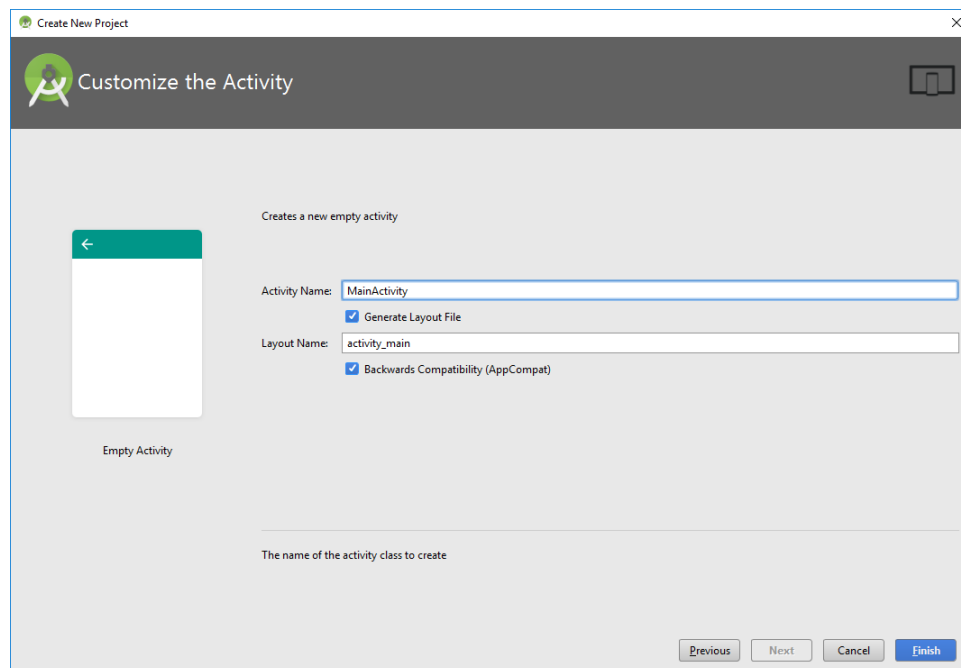 Create New Project
Customize the Activity
Creates a new empty activity
Activity Name: MainActivity
Generate Layout File
Layout Name: activity_main
Backwards Compatibility (AppCompat)
Empty Activity
The name of the activity class to create
Previous Next Cancel Finish